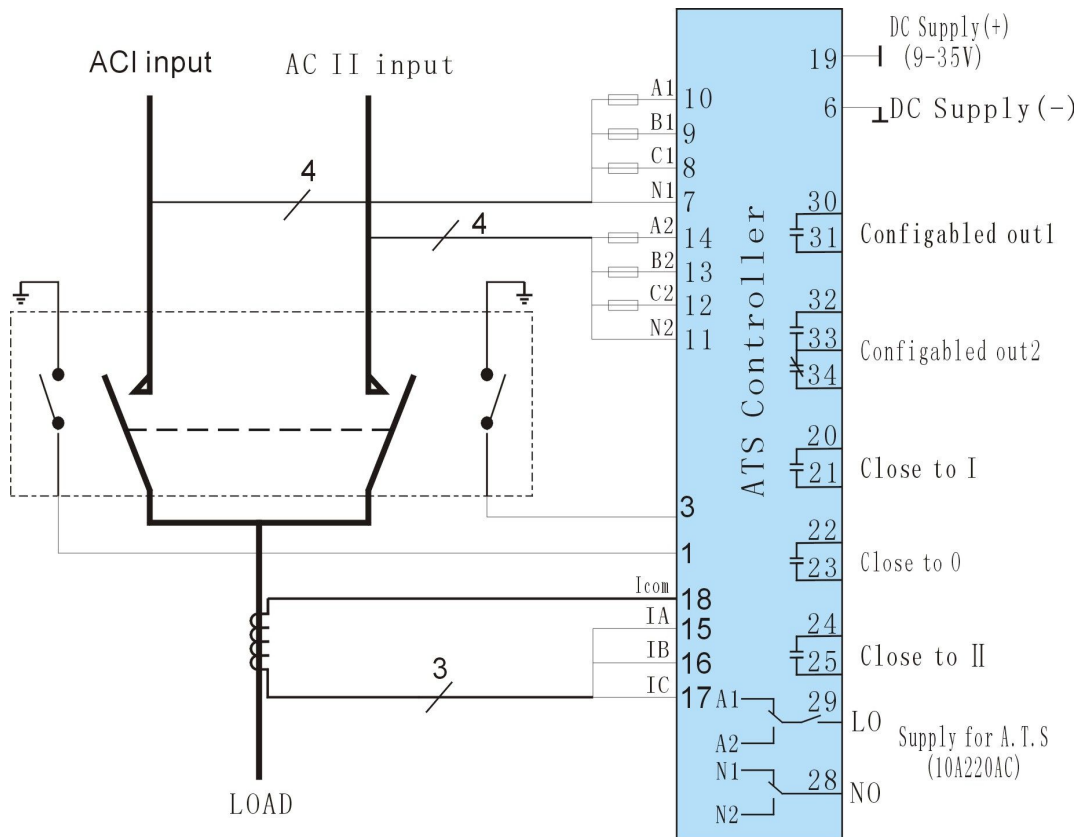 ACI input
AC II input
4
4
A1
10
B1
9
C1
8
N1
7
A2
14
B2
13
C2
12
N2
11
3
1
Icom
18
IA
15
IB
16
IC
17
3
LOAD
ATS Controller
19
DC Supply(+)
(9-35V)
6
DC Supply(-)
30
31
Configabled out1
32
33
34
Configabled out2
20
21
Close to I
22
23
Close to 0
24
25
Close to II
A1
29
LO
A2
N1
28
NO
N2
Supply for A.T.S
(10A220AC)